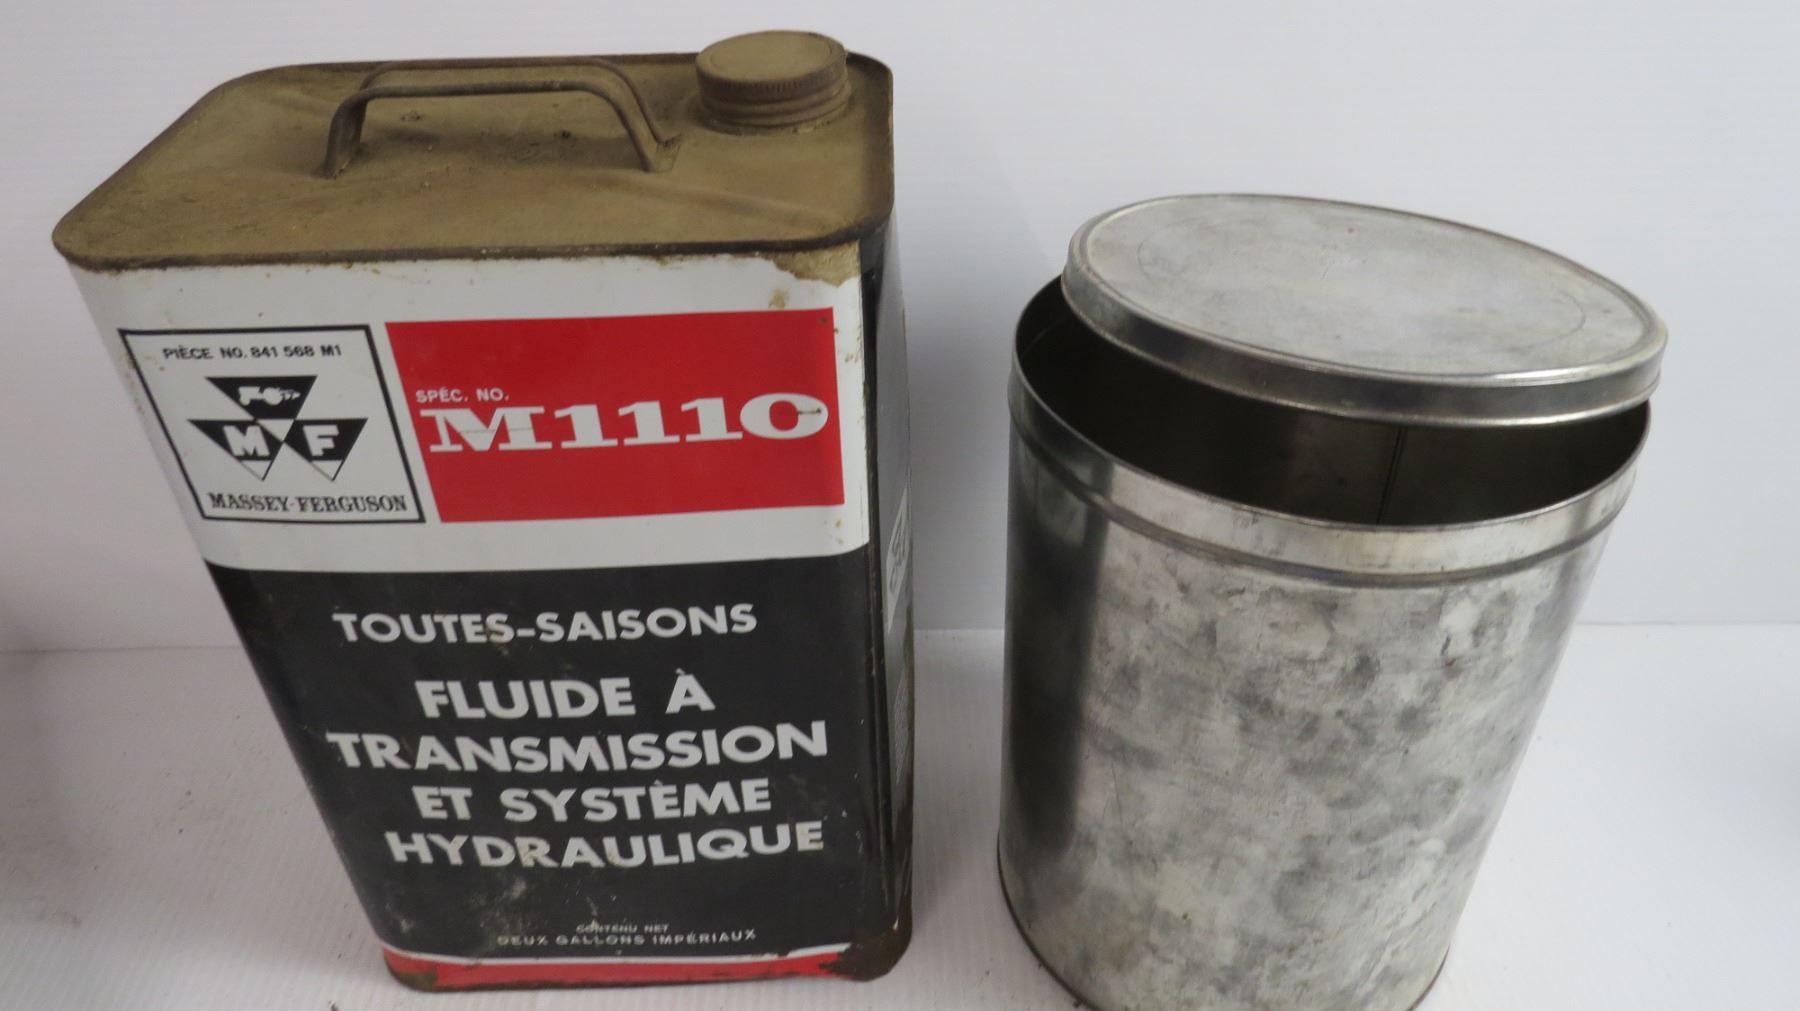 PIÈCE NO. 841 568 M1
M F
MASSEY-FERGUSON
SPÉC. NO.
M1110
TOUTES-SAISONS
FLUIDE À
TRANSMISSION
ET SYSTÈME
HYDRAULIQUE
CONTENU NET
DEUX GALLONS IMPÉRIAUX